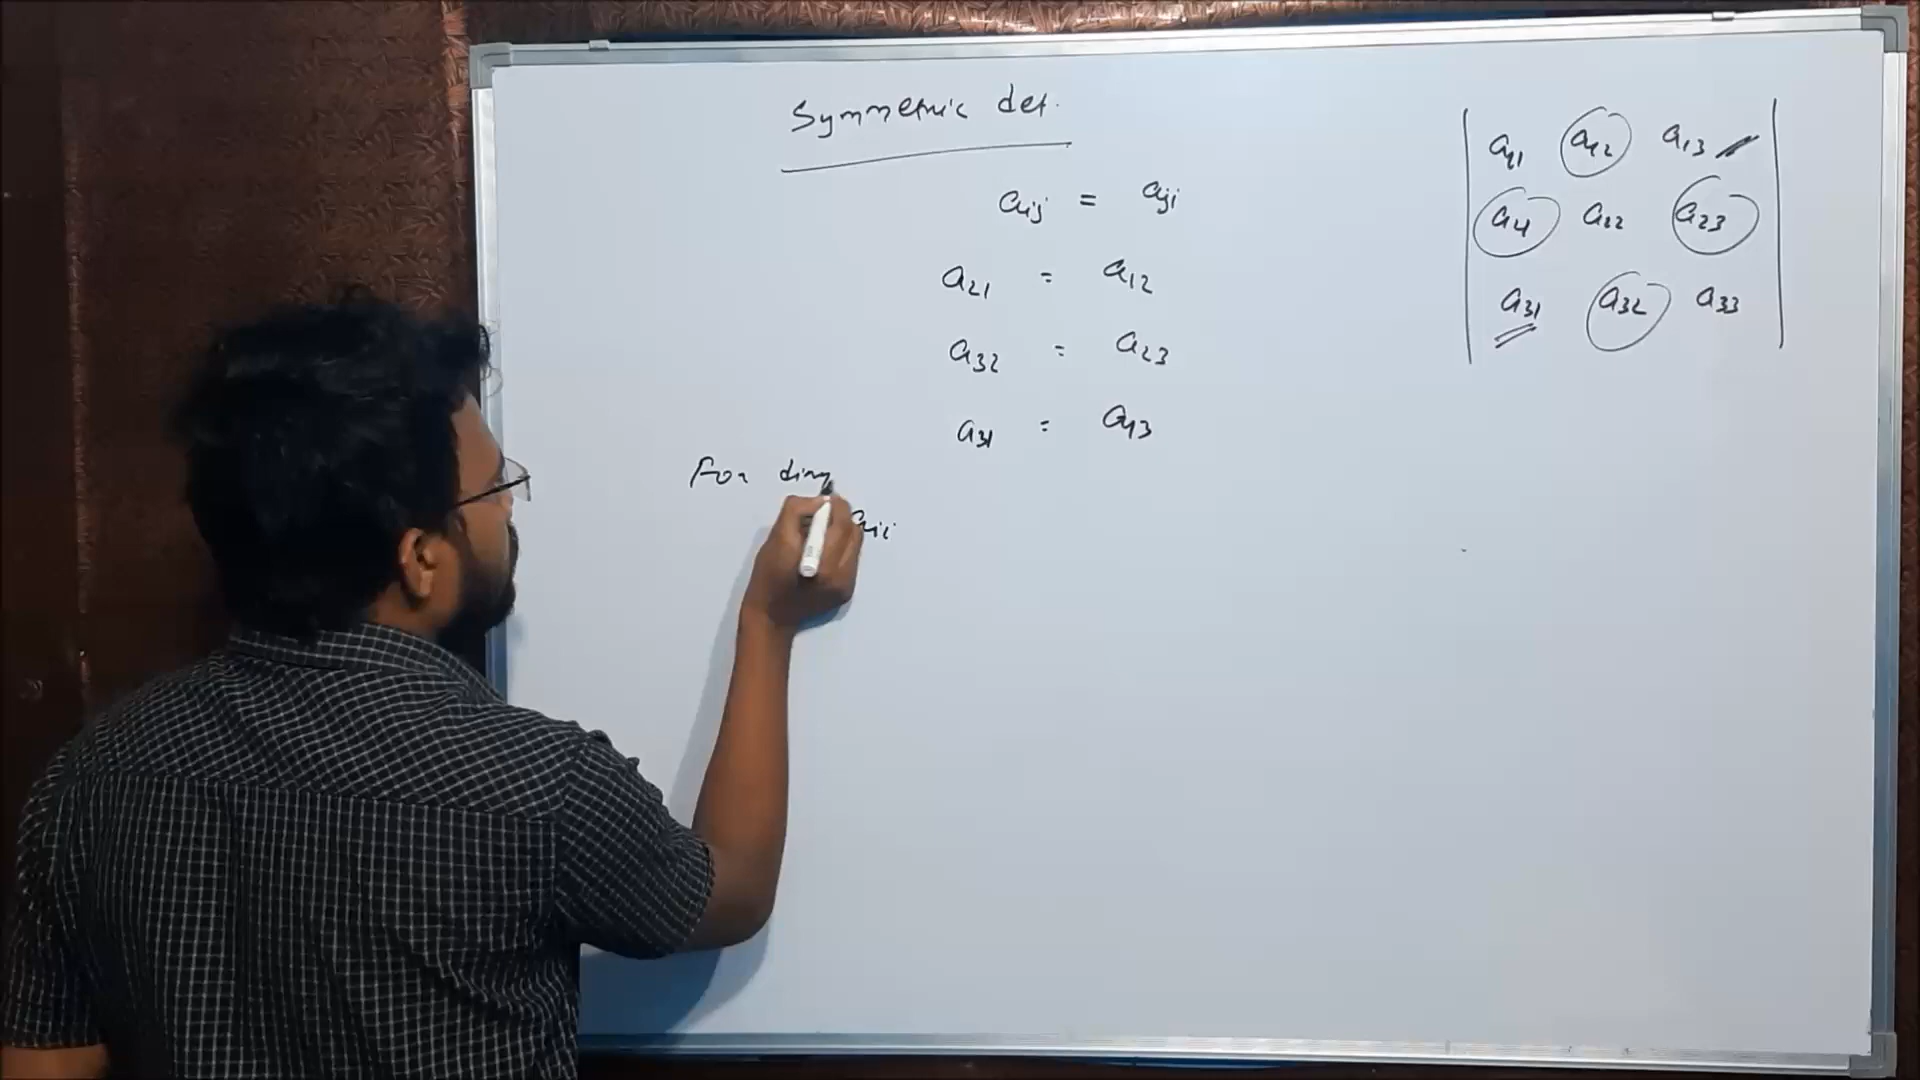 Symmetric det.
aij = aji
a21 = a12
a32 = a23
a31 = a13
For diag
aii
a11 a12 a13
a21 a22 a23
a31 a32 a33